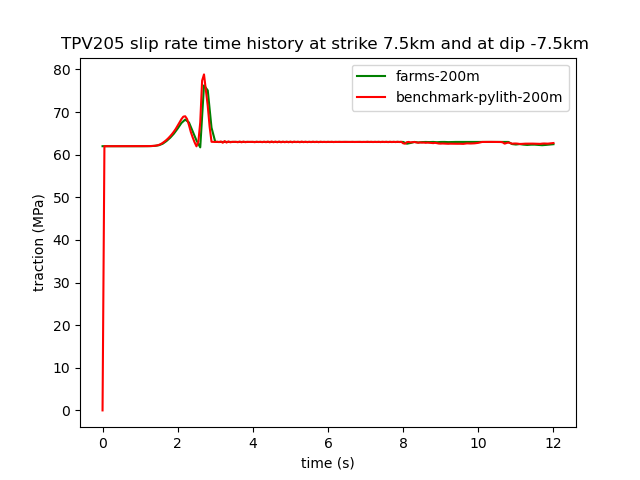 TPV205 slip rate time history at strike 7.5km and at dip -7.5km
farms-200m
benchmark-pylith-200m
traction (MPa)
80
70
60
50
40
30
20
10
0
0 2 4 6 8 10 12
time (s)